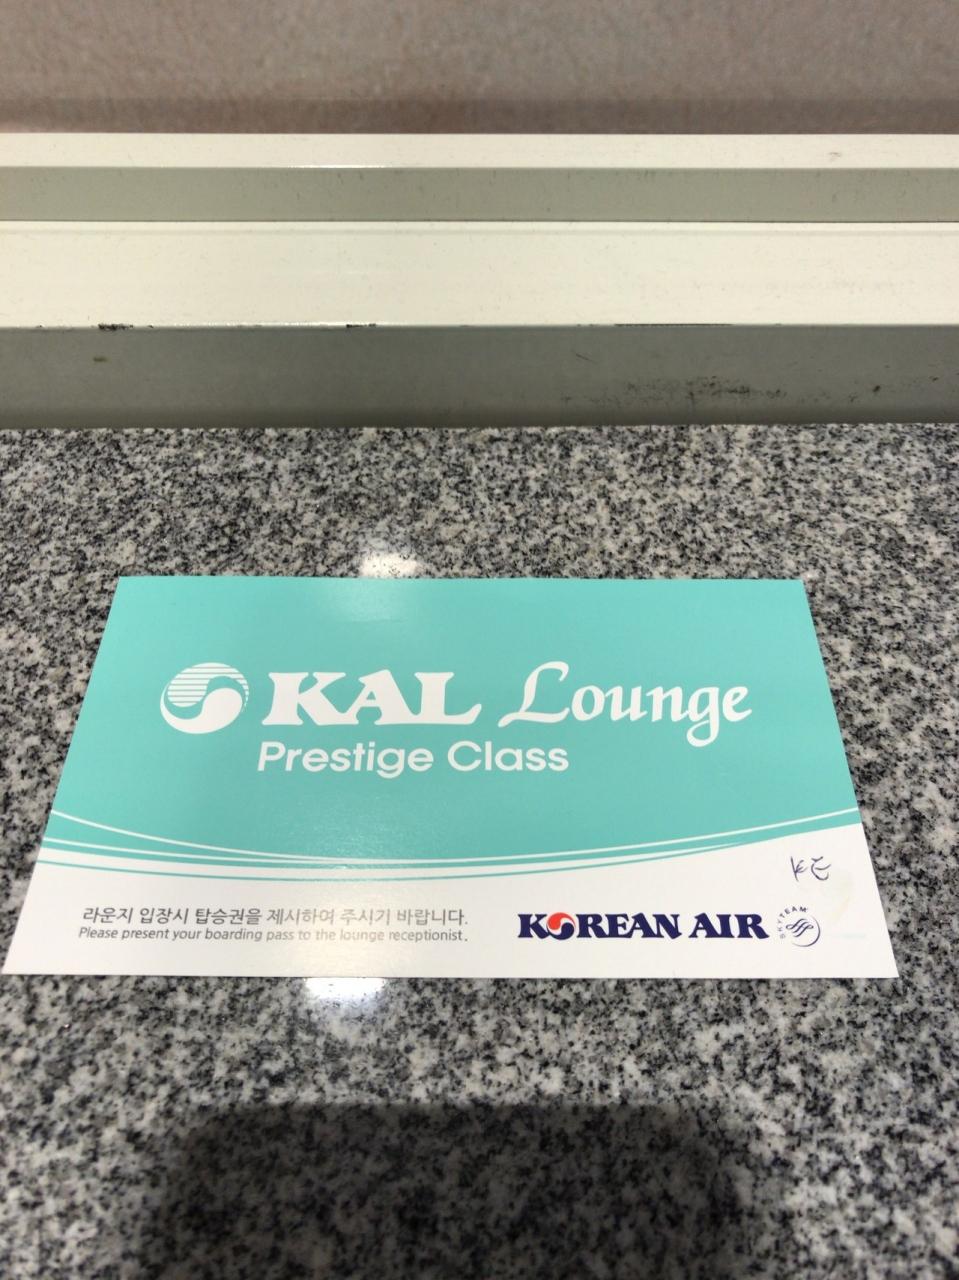 KAL Lounge
Prestige Class
KE
라운지 입장시 탑승권을 제시하여 주시기 바랍니다.
Please present your boarding pass to the lounge receptionist.
KOREAN AIR
SKYTEAM